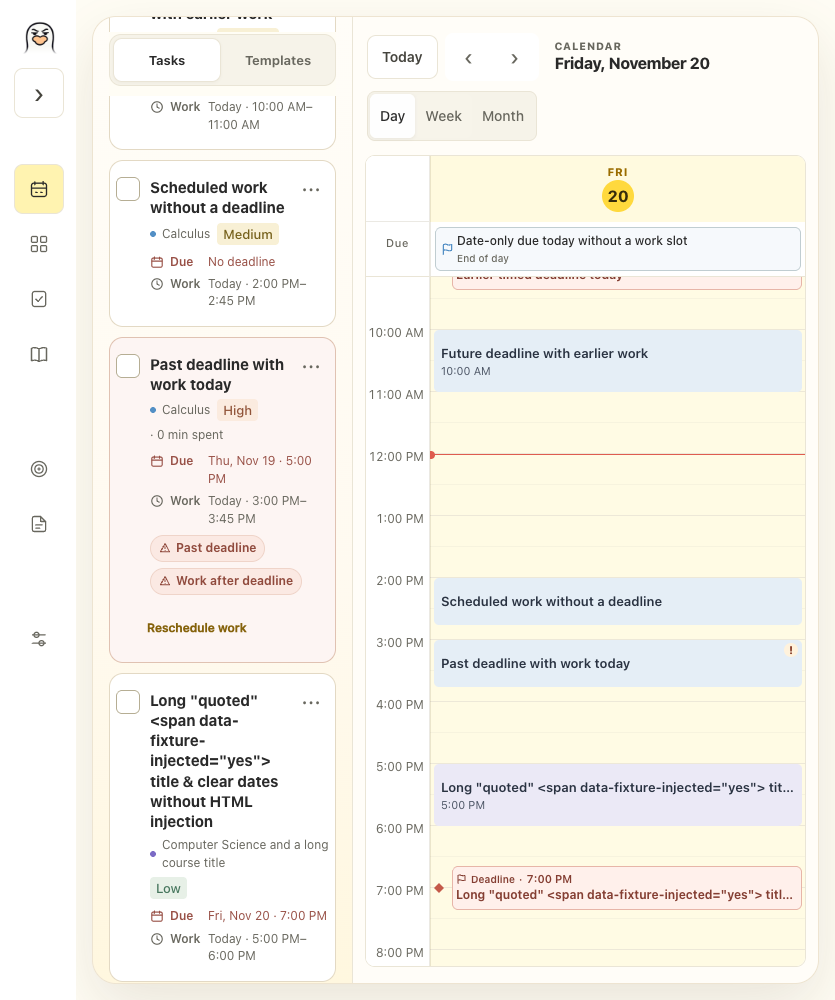 with earlier work
Tasks
Templates
Work Today · 10:00 AM–
11:00 AM
Scheduled work
without a deadline
Calculus Medium
Due No deadline
Work Today · 2:00 PM–
2:45 PM
Past deadline with
work today
Calculus High
· 0 min spent
Due Thu, Nov 19 · 5:00
PM
Work Today · 3:00 PM–
3:45 PM
Past deadline
Work after deadline
Reschedule work
Long "quoted"
<span data-
fixture-
injected="yes">
title & clear dates
without HTML
injection
Computer Science and a long
course title
Low
Due Fri, Nov 20 · 7:00 PM
Work Today · 5:00 PM–
6:00 PM
Today
CALENDAR
Friday, November 20
Day Week Month
FRI
20
Due
Date-only due today without a work slot
End of day
Earlier timed deadline today
10:00 AM
Future deadline with earlier work
10:00 AM
11:00 AM
12:00 PM
1:00 PM
2:00 PM
Scheduled work without a deadline
3:00 PM
Past deadline with work today
!
4:00 PM
5:00 PM
Long "quoted" <span data-fixture-injected="yes"> tit...
5:00 PM
6:00 PM
Deadline · 7:00 PM
7:00 PM
Long "quoted" <span data-fixture-injected="yes"> titl...
8:00 PM